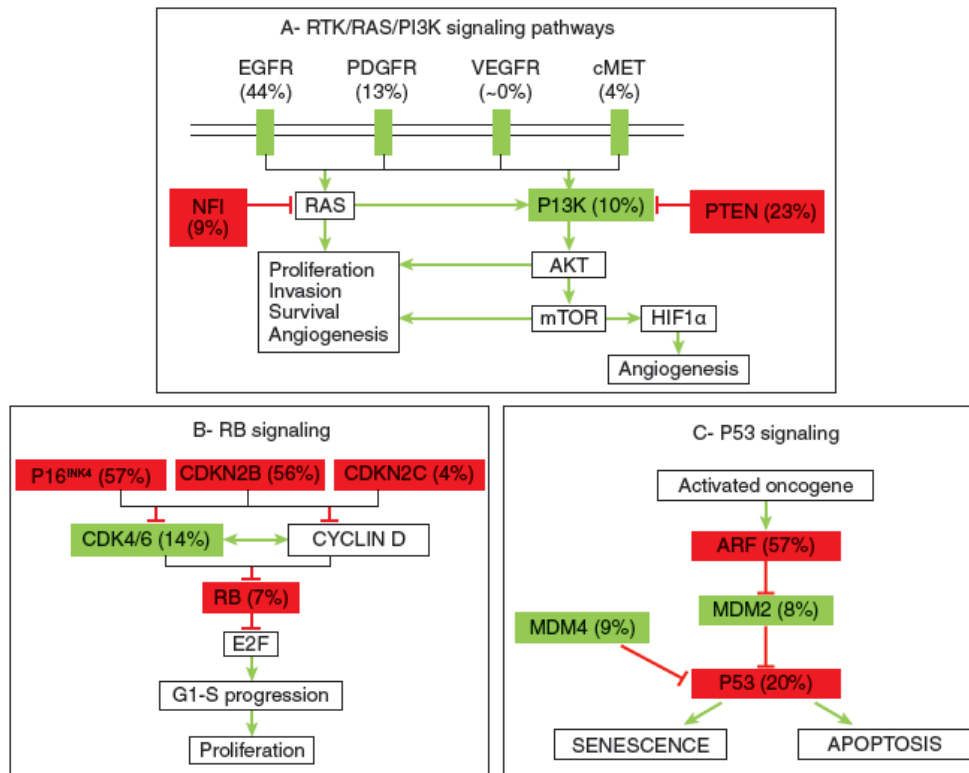 A- RTK/RAS/PI3K signaling pathways
EGFR
(44%)
PDGFR
(13%)
VEGFR
(~0%)
cMET
(4%)
NFI
(9%)
RAS
P13K (10%)
PTEN (23%)
Proliferation
Invasion
Survival
Angiogenesis
AKT
mTOR
HIF1α
Angiogenesis
B- RB signaling
P16INK4 (57%)
CDKN2B (56%)
CDKN2C (4%)
CDK4/6 (14%)
CYCLIN D
RB (7%)
E2F
G1-S progression
Proliferation
C- P53 signaling
Activated oncogene
ARF (57%)
MDM2 (8%)
MDM4 (9%)
P53 (20%)
SENESCENCE
APOPTOSIS